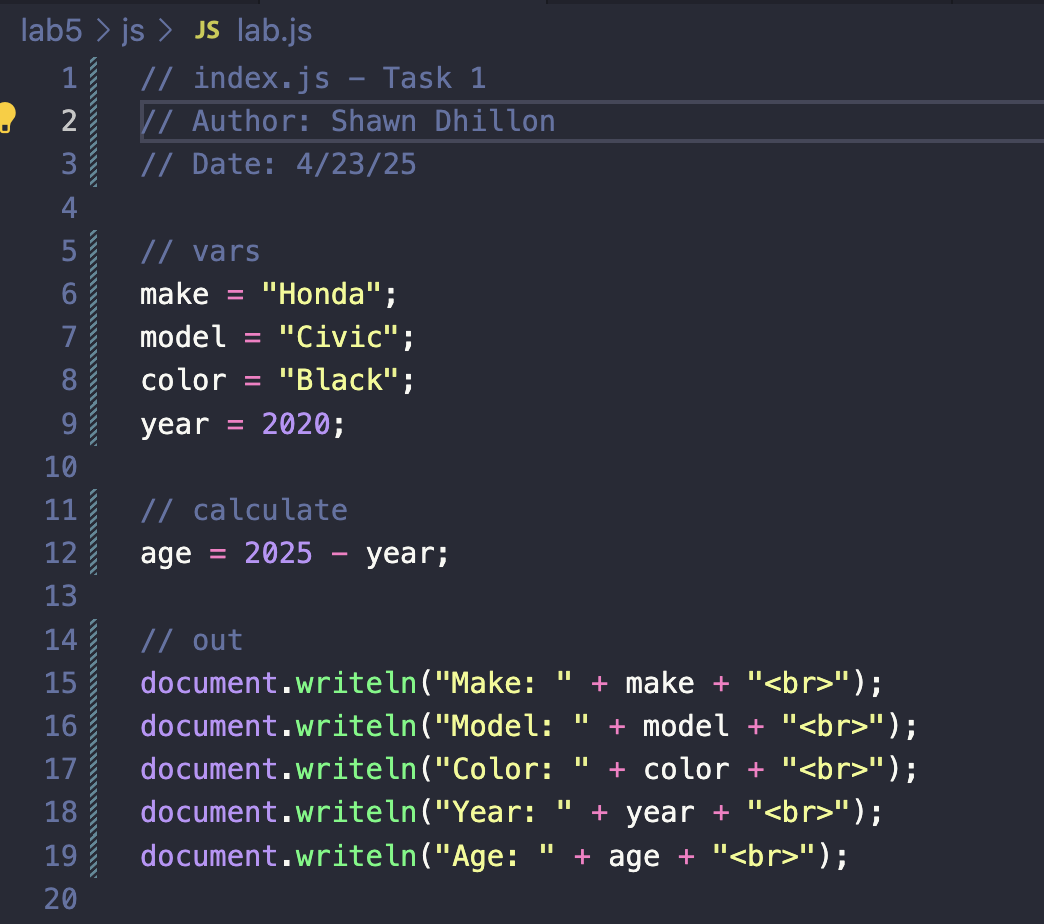 lab5 > js > JS lab.js
1 // index.js - Task 1
2 // Author: Shawn Dhillon
3 // Date: 4/23/25
4
5 // vars
6 make = "Honda";
7 model = "Civic";
8 color = "Black";
9 year = 2020;
10
11 // calculate
12 age = 2025 - year;
13
14 // out
15 document.writeln("Make: " + make + "<br>");
16 document.writeln("Model: " + model + "<br>");
17 document.writeln("Color: " + color + "<br>");
18 document.writeln("Year: " + year + "<br>");
19 document.writeln("Age: " + age + "<br>");
20